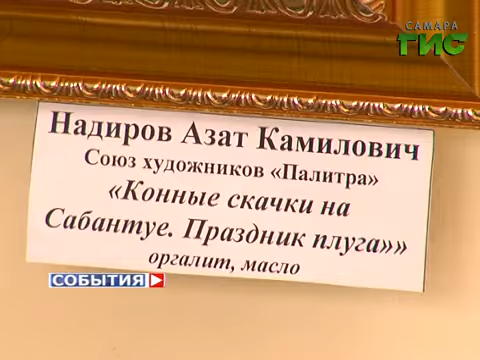 САМАРА
ГИС
Надиров Азат Камилович
Союз художников «Палитра»
«Конные скачки на
Сабантуе. Праздник плуга»»
оргалит, масло
СОБЫТИЯ